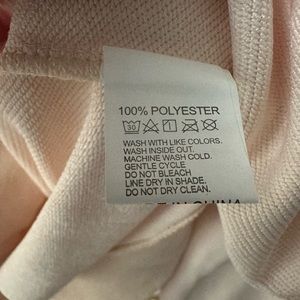 100% POLYESTER
30
WASH WITH LIKE COLORS.
WASH INSIDE OUT.
MACHINE WASH COLD.
GENTLE CYCLE
DO NOT BLEACH
LINE DRY IN SHADE.
DO NOT DRY CLEAN.